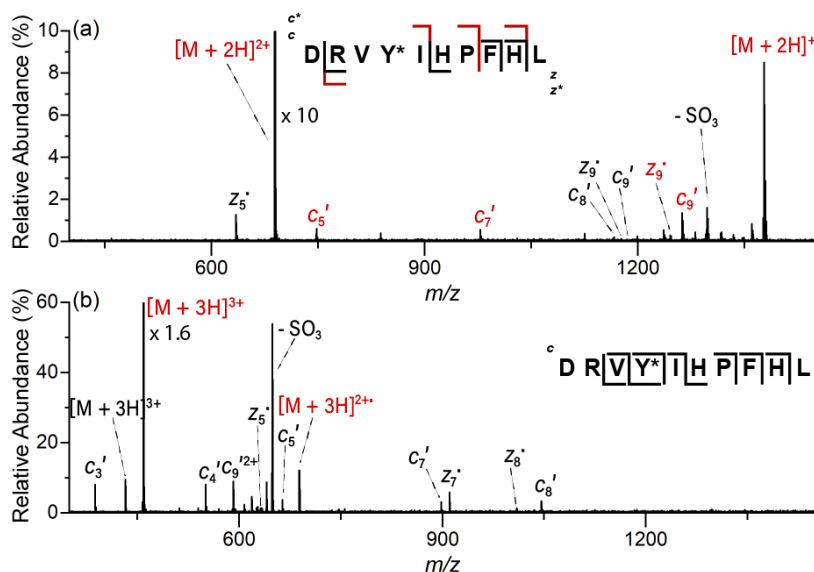 (a)
Relative Abundance (%)
10
8
6
4
2
0
[M + 2H]²⁺
x 10
c*
c
D R V Y* I H P F H L
z
z*
[M + 2H]⁺
- SO₃
z₅•
c₅'
c₇'
c₈'
z₉•
c₉'
z₉•
c₉'
600 900 1200
m/z
(b)
Relative Abundance (%)
60
40
20
0
[M + 3H]³⁺
x 1.6
- SO₃
c
D R V Y* I H P F H L
[M + 3H]³⁺
z₅•
[M + 3H]²⁺•
c₃'
c₄'
c₉'²⁺
c₅'
c₇'
z₇•
z₈•
c₈'
600 900 1200
m/z